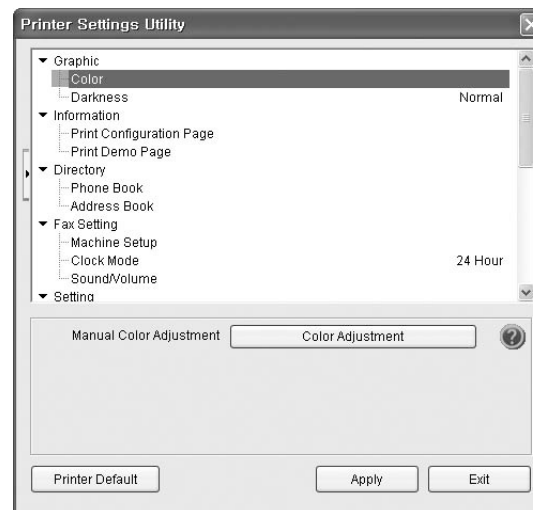 Printer Settings Utility
Graphic
Color
Darkness Normal
Information
Print Configuration Page
Print Demo Page
Directory
Phone Book
Address Book
Fax Setting
Machine Setup
Clock Mode 24 Hour
Sound/Volume
Setting
Manual Color Adjustment Color Adjustment ?
Printer Default Apply Exit